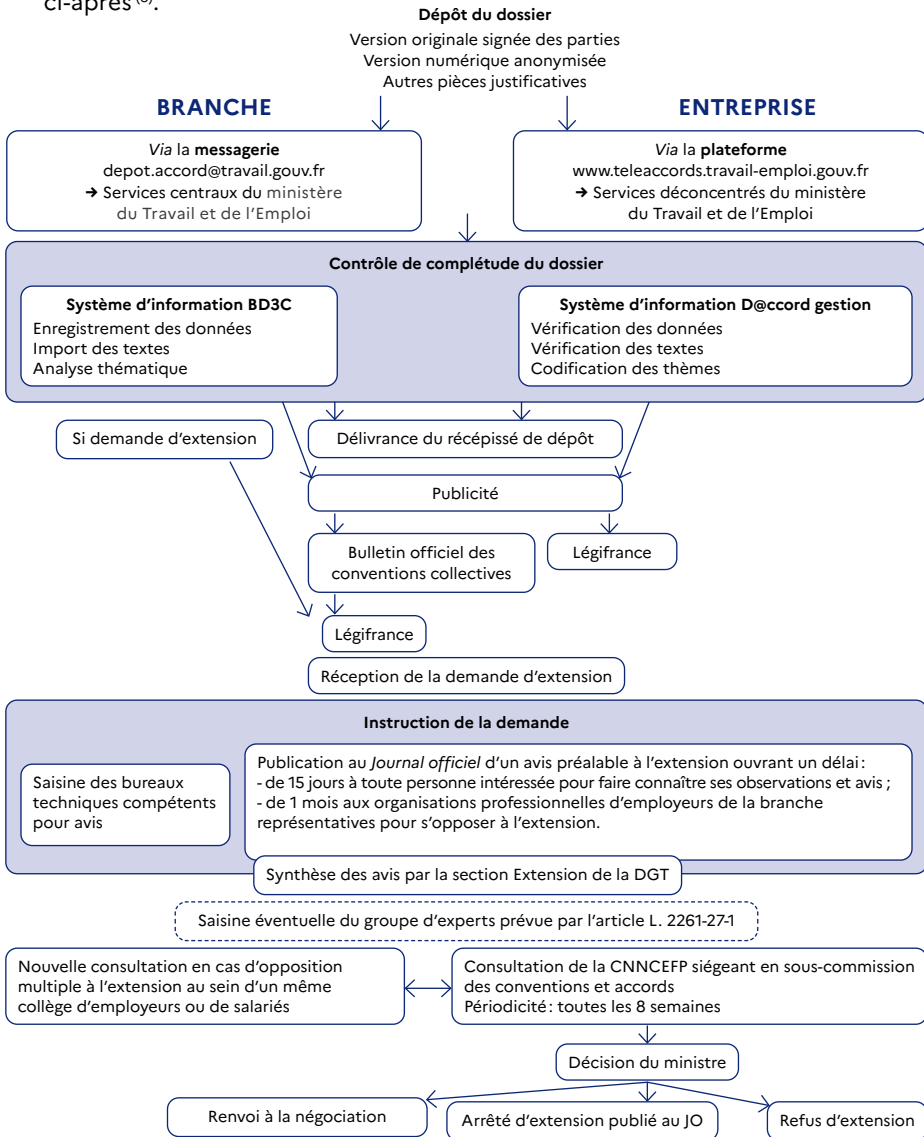 ci-après (8).
Dépôt du dossier
Version originale signée des parties
Version numérique anonymisée
Autres pièces justificatives
BRANCHE
ENTREPRISE
Via la messagerie
depot.accord@travail.gouv.fr
→ Services centraux du ministère
du Travail et de l'Emploi
Via la plateforme
www.teleaccords.travail-emploi.gouv.fr
→ Services déconcentrés du ministère
du Travail et de l'Emploi
Contrôle de complétude du dossier
Système d'information BD3C
Enregistrement des données
Import des textes
Analyse thématique
Système d'information D@ccord gestion
Vérification des données
Vérification des textes
Codification des thèmes
Si demande d'extension
Délivrance du récépissé de dépôt
Publicité
Bulletin officiel des
conventions collectives
Légifrance
Légifrance
Réception de la demande d'extension
Instruction de la demande
Saisine des bureaux
techniques compétents
pour avis
Publication au Journal officiel d'un avis préalable à l'extension ouvrant un délai :
- de 15 jours à toute personne intéressée pour faire connaître ses observations et avis ;
- de 1 mois aux organisations professionnelles d'employeurs de la branche
représentatives pour s'opposer à l'extension.
Synthèse des avis par la section Extension de la DGT
Saisine éventuelle du groupe d'experts prévue par l'article L. 2261-27-1
Nouvelle consultation en cas d'opposition
multiple à l'extension au sein d'un même
collège d'employeurs ou de salariés
Consultation de la CNNCEFP siégeant en sous-commission
des conventions et accords
Périodicité : toutes les 8 semaines
Décision du ministre
Renvoi à la négociation
Arrêté d'extension publié au JO
Refus d'extension